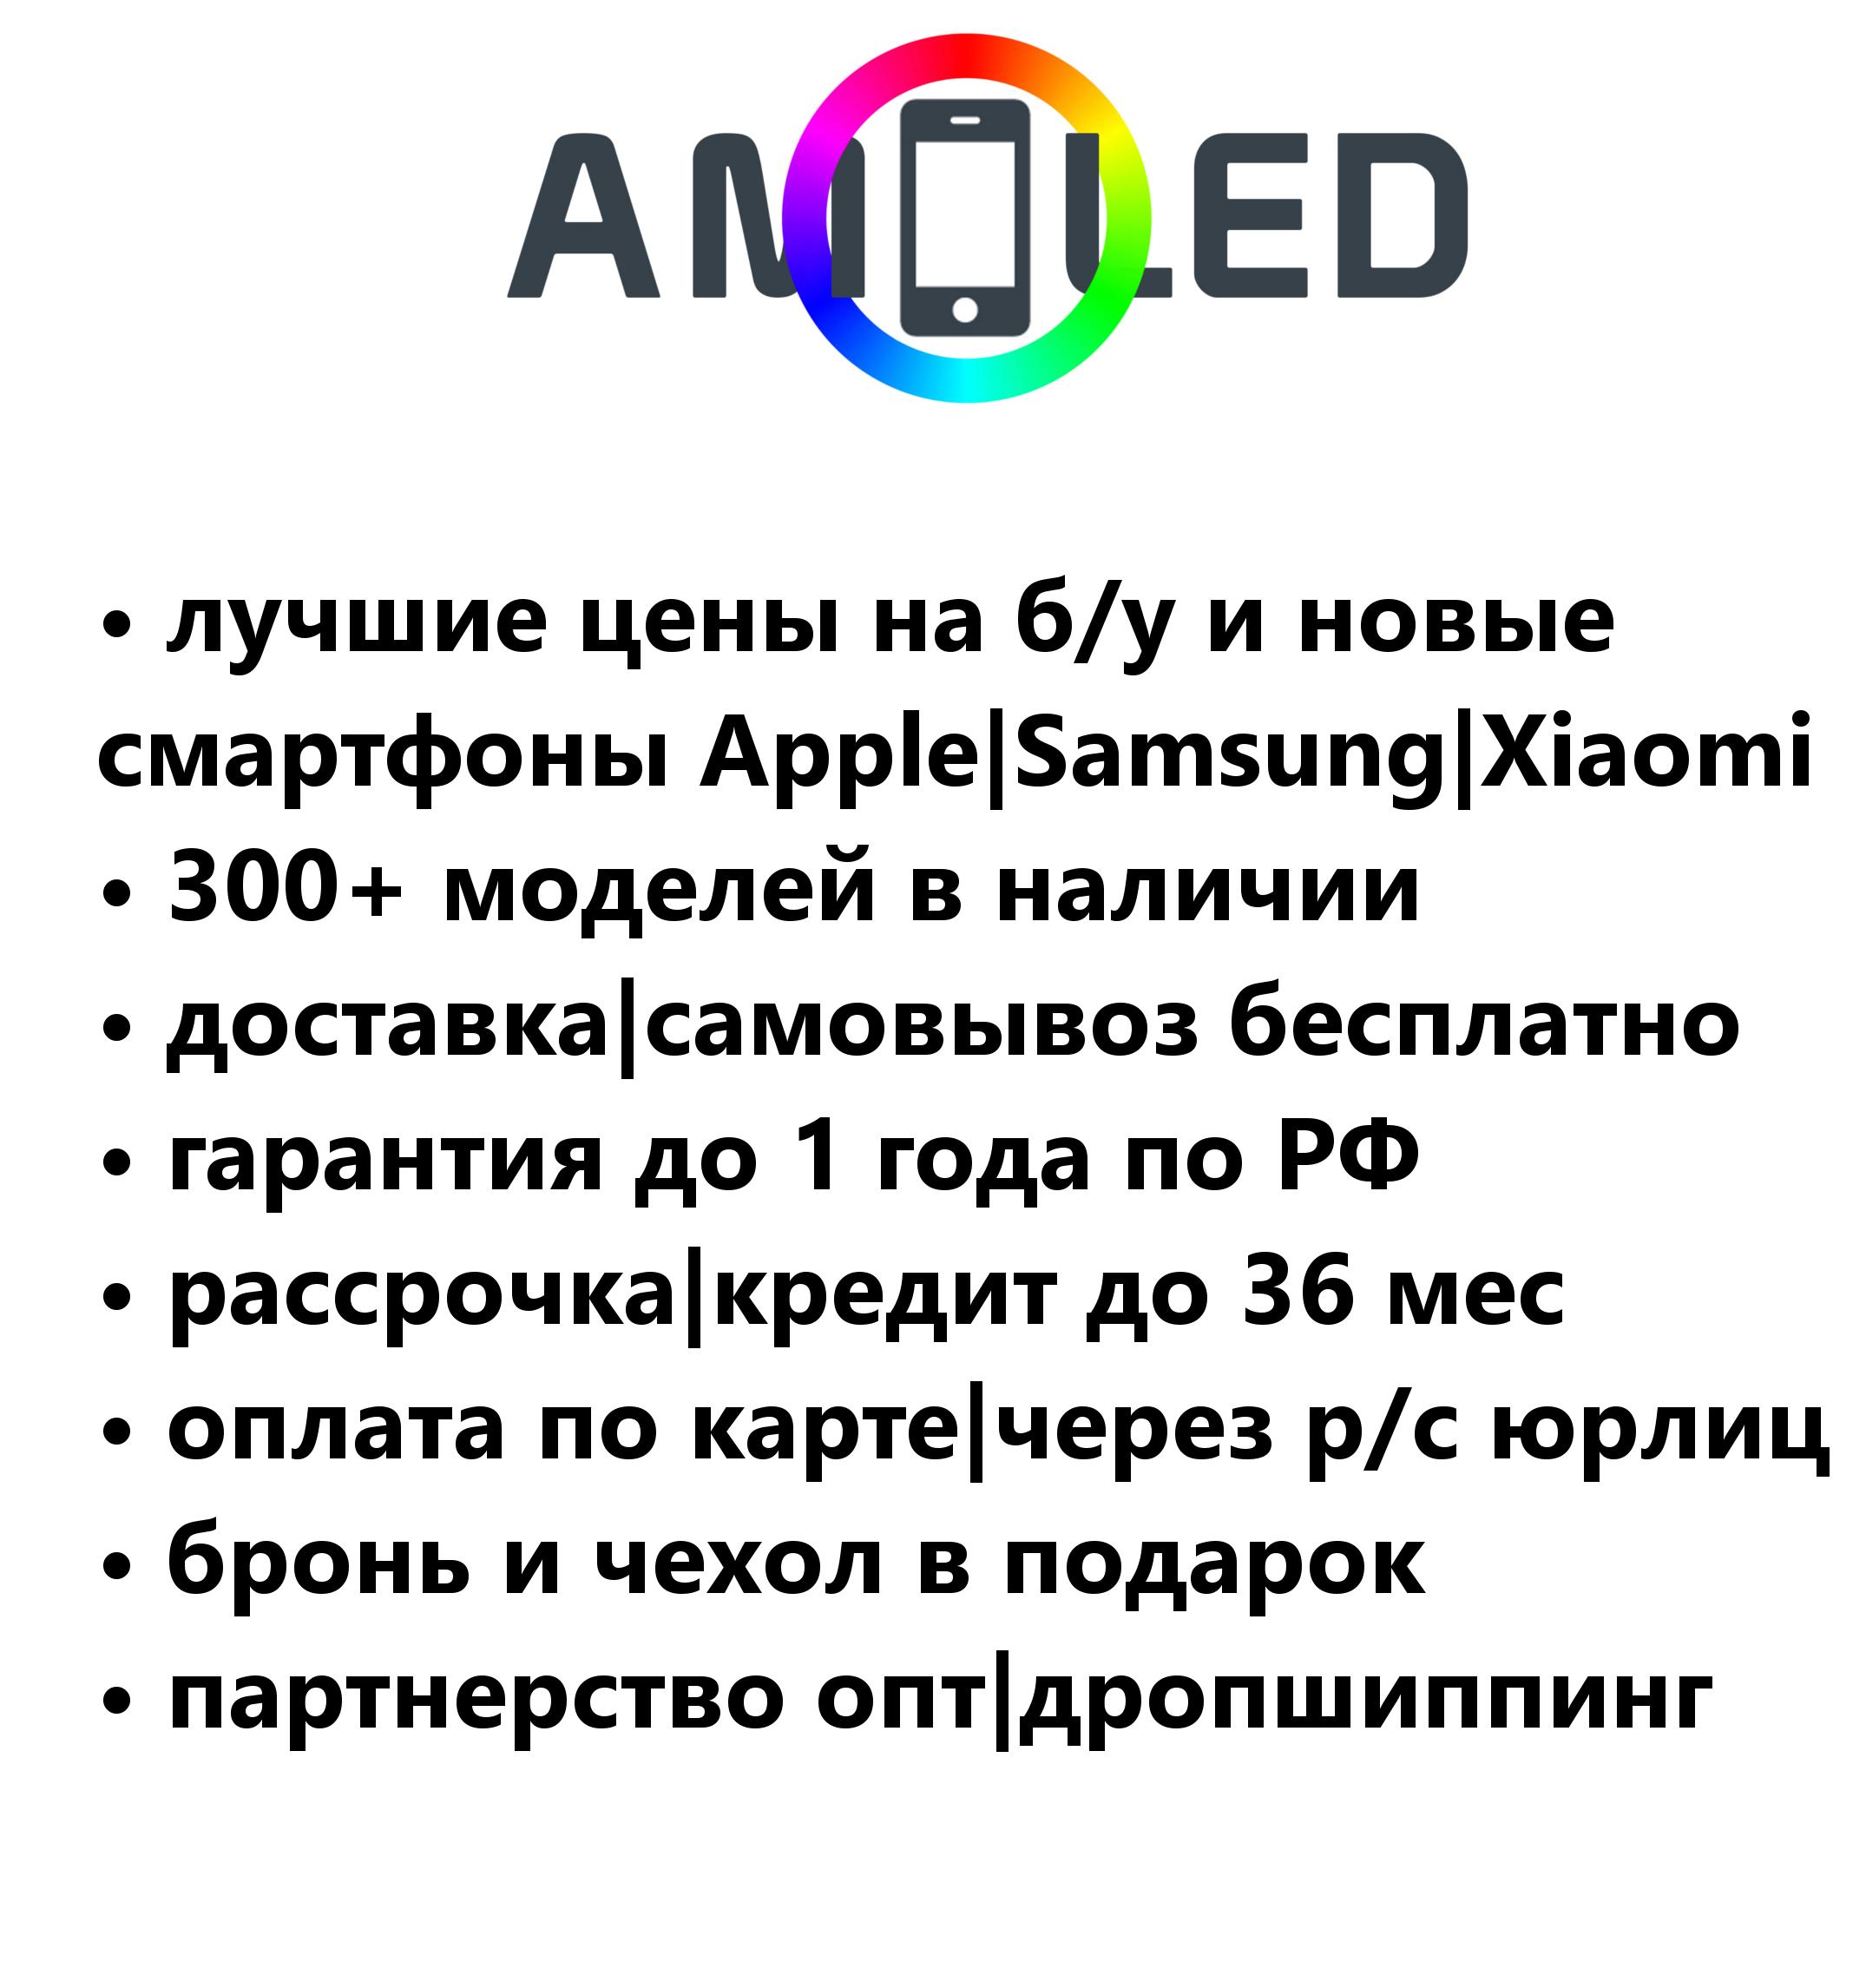 AMOLED
• лучшие цены на б/у и новые
смартфоны Apple|Samsung|Xiaomi
• 300+ моделей в наличии
• доставка|самовывоз бесплатно
• гарантия до 1 года по РФ
• рассрочка|кредит до 36 мес
• оплата по карте|через р/с юрлиц
• бронь и чехол в подарок
• партнерство опт|дропшиппинг